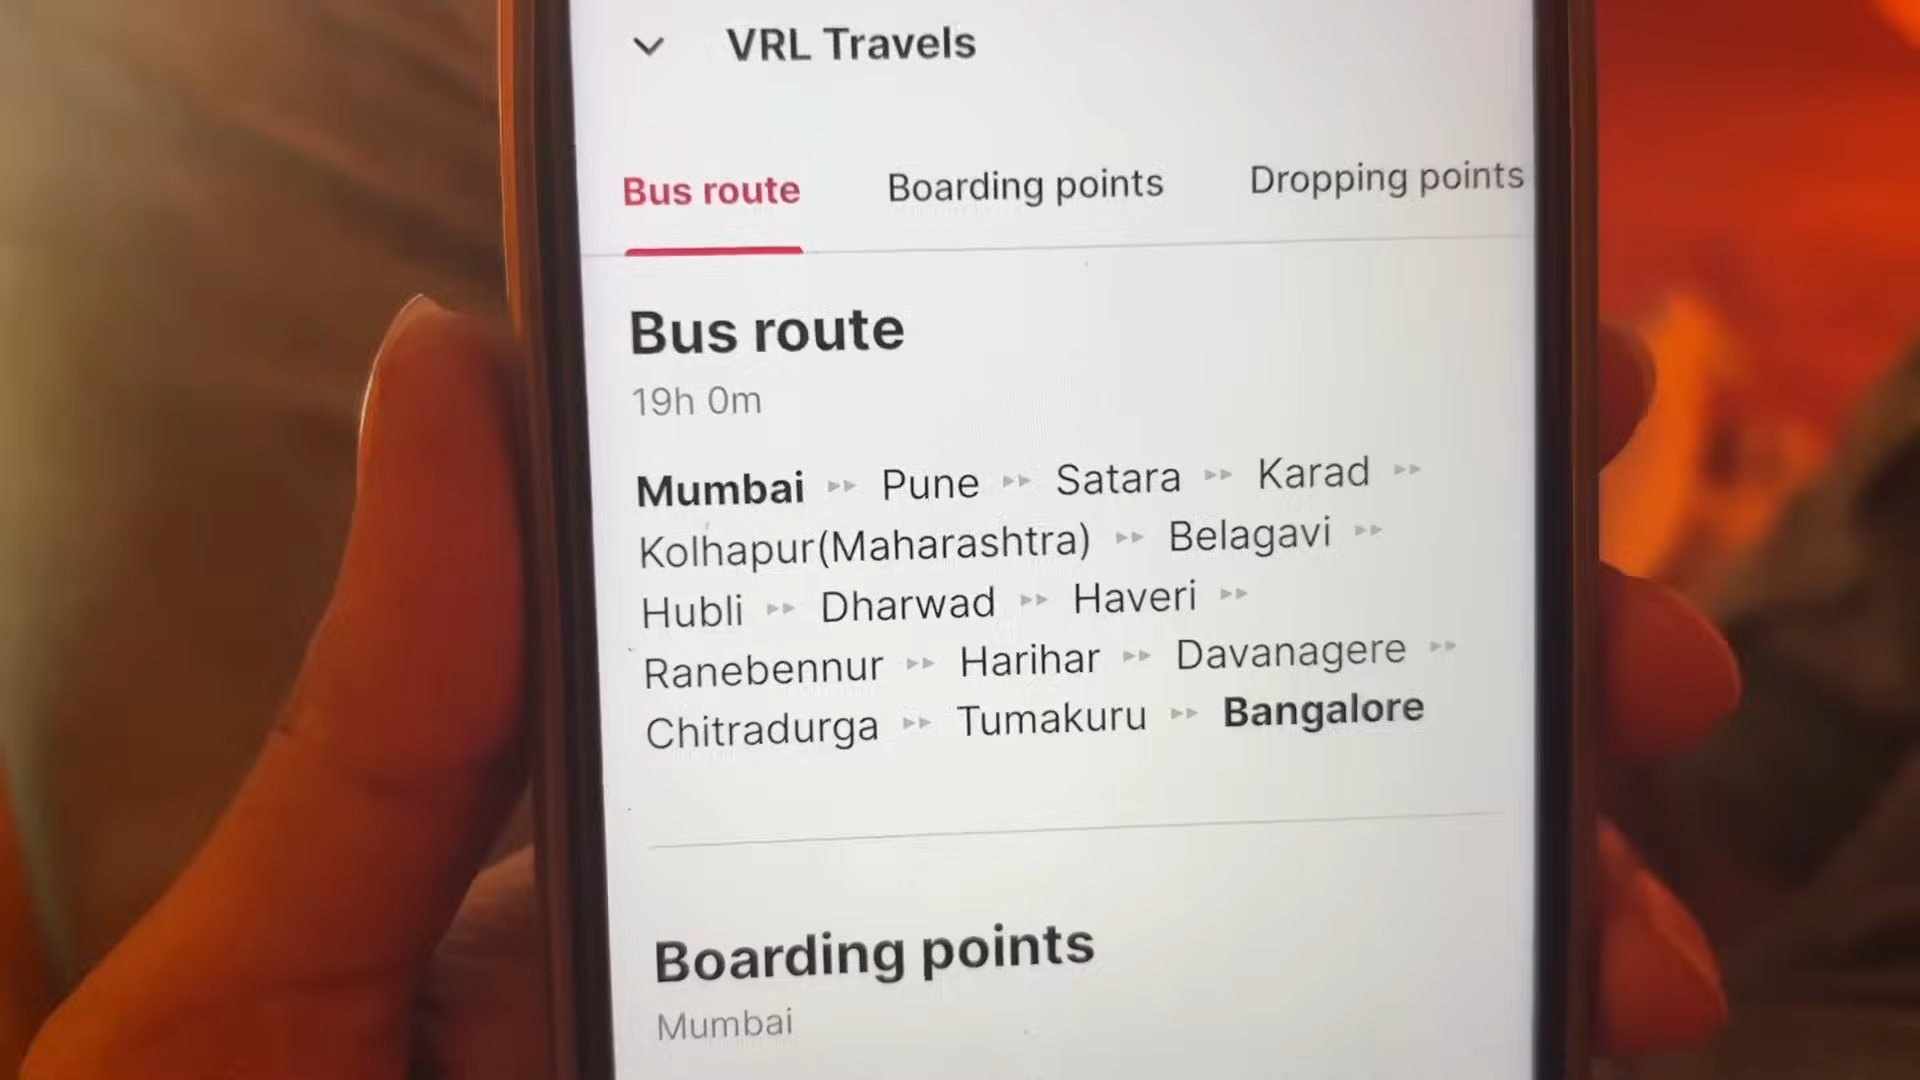 VRL Travels
Bus route Boarding points Dropping points
Bus route
19h 0m
Mumbai ▸▸ Pune ▸▸ Satara ▸▸ Karad ▸▸
Kolhapur(Maharashtra) ▸▸ Belagavi ▸▸
Hubli ▸▸ Dharwad ▸▸ Haveri ▸▸
Ranebennur ▸▸ Harihar ▸▸ Davanagere ▸▸
Chitradurga ▸▸ Tumakuru ▸▸ Bangalore
Boarding points
Mumbai